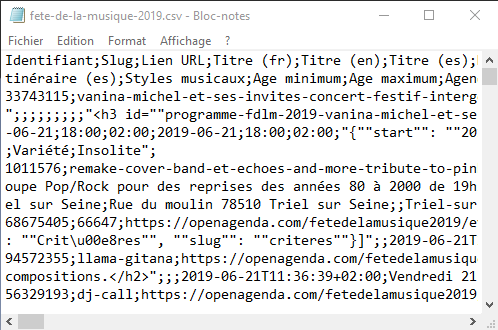 fete-de-la-musique-2019.csv - Bloc-notes
Fichier Edition Format Affichage ?
Identifiant;Slug;Lien URL;Titre (fr);Titre (en);Titre (es);
tinéraire (es);Styles musicaux;Age minimum;Age maximum;Agen
33743115;vanina-michel-et-ses-invites-concert-festif-interg
";;;;;;;;;"<h3 id=""programme-fdlm-2019-vanina-michel-et-se
-06-21;18:00;02:00;2019-06-21;18:00;02:00;"{""start"": ""20
;Variété;Insolite";
1011576;remake-cover-band-et-echoes-and-more-tribute-to-pin
oupe Pop/Rock pour des reprises des années 80 à 2000 de 19h
el sur Seine;Rue du moulin 78510 Triel sur Seine;;Triel-sur
68675405;66647;https://openagenda.com/fetedelamusique2019/e
: ""Crit\u00e8res"", ""slug"": ""criteres""}]";;2019-06-21T
94572355;llama-gitana;https://openagenda.com/fetedelamusique
compositions.</h2>";;;2019-06-21T11:36:39+02:00;Vendredi 21
56329193;dj-call;https://openagenda.com/fetedelamusique2019